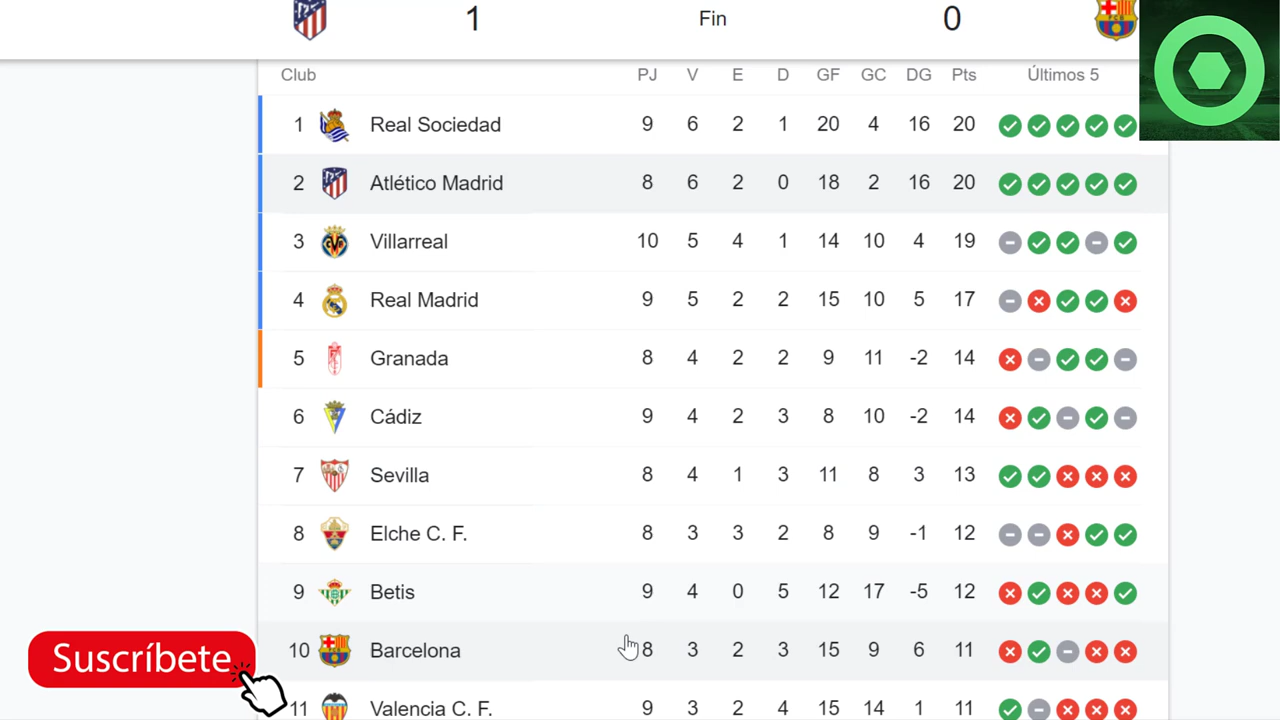 1 Fin 0
Club PJ V E D GF GC DG Pts Últimos 5
1 Real Sociedad 9 6 2 1 20 4 16 20
2 Atlético Madrid 8 6 2 0 18 2 16 20
3 Villarreal 10 5 4 1 14 10 4 19
4 Real Madrid 9 5 2 2 15 10 5 17
5 Granada 8 4 2 2 9 11 -2 14
6 Cádiz 9 4 2 3 8 10 -2 14
7 Sevilla 8 4 1 3 11 8 3 13
8 Elche C. F. 8 3 3 2 8 9 -1 12
9 Betis 9 4 0 5 12 17 -5 12
10 Barcelona 8 3 2 3 15 9 6 11
Suscríbete
11 Valencia C. F. 9 3 2 4 15 14 1 11